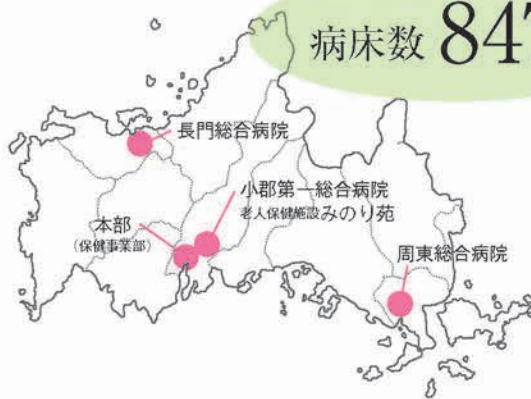 病床数 847
長門総合病院
小郡第一総合病院
老人保健施設みのり苑
本部
(保健事業部)
周東総合病院